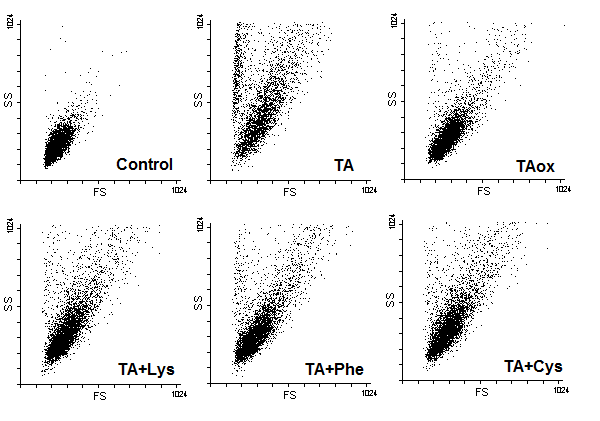 1024
SS
Control
FS
1024
1024
SS
TA
FS
1024
1024
SS
TAox
FS
1024
1024
SS
TA+Lys
FS
1024
1024
SS
TA+Phe
FS
1024
1024
SS
TA+Cys
FS
1024